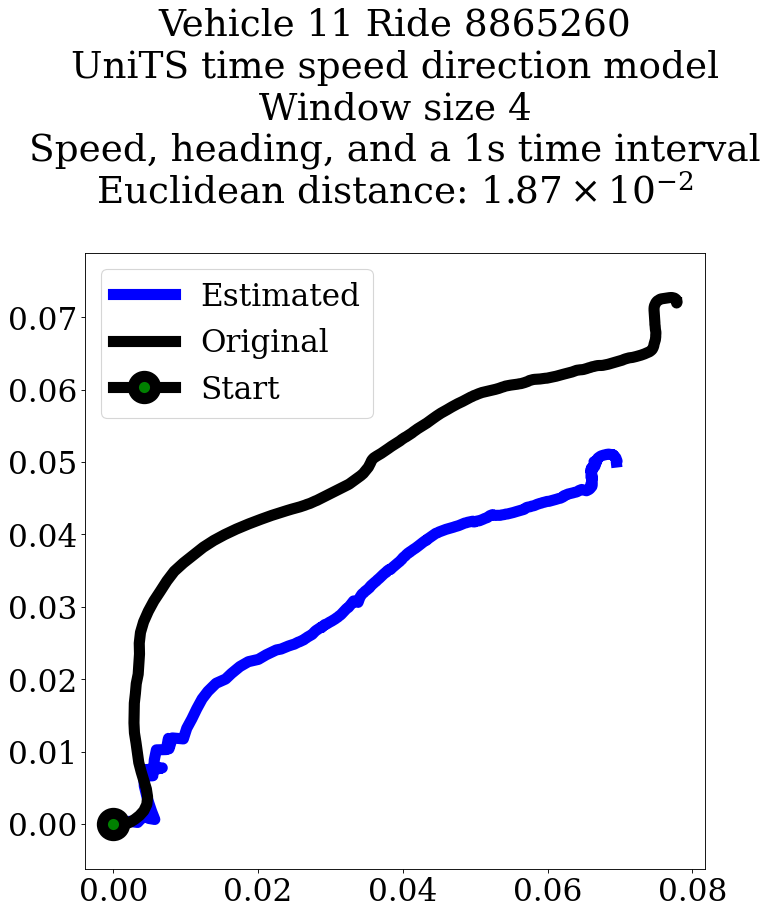 Vehicle 11 Ride 8865260
UniTS time speed direction model
Window size 4
Speed, heading, and a 1s time interval
Euclidean distance: 1.87 × 10⁻²
Estimated
Original
Start
0.07
0.06
0.05
0.04
0.03
0.02
0.01
0.00
0.00 0.02 0.04 0.06 0.08